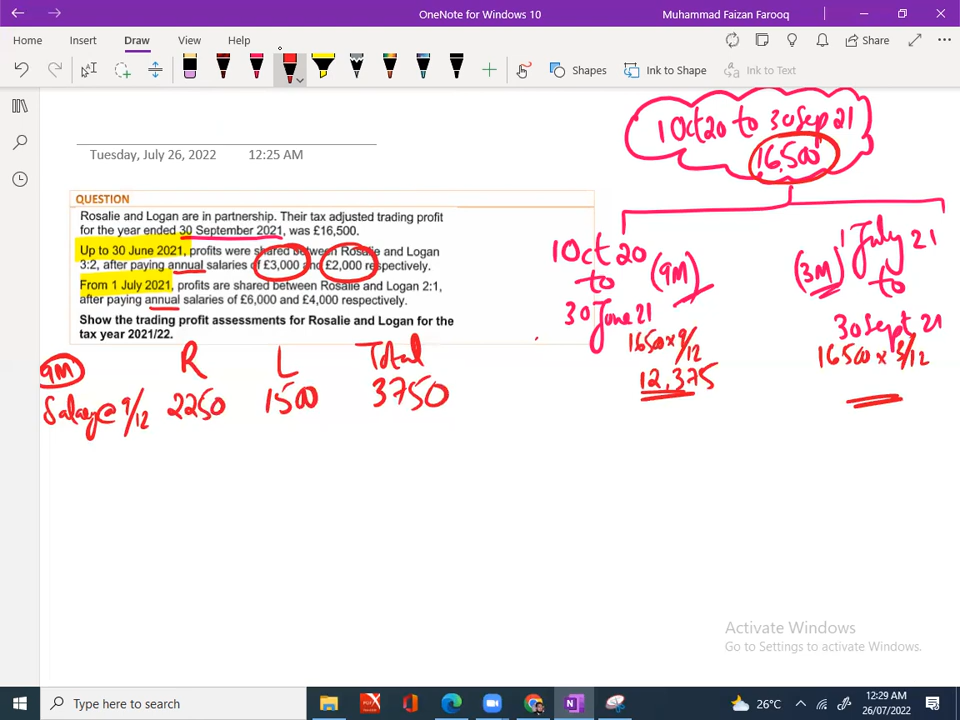 OneNote for Windows 10
Muhammad Faizan Farooq
Home Insert Draw View Help
Share
Shapes Ink to Shape Ink to Text
1 Oct 20 to 30 Sep 21
16,500
Tuesday, July 26, 2022 12:25 AM
QUESTION
Rosalie and Logan are in partnership. Their tax adjusted trading profit
for the year ended 30 September 2021, was £16,500.
Up to 30 June 2021, profits were shared between Rosalie and Logan
3:2, after paying annual salaries of £3,000 and £2,000 respectively.
From 1 July 2021, profits are shared between Rosalie and Logan 2:1,
after paying annual salaries of £6,000 and £4,000 respectively.
Show the trading profit assessments for Rosalie and Logan for the
tax year 2021/22.
1 Oct 20
to (9M)
30 June 21
16500 x 9/12
12,375
1 July 21
(3M) to
30 Sept 21
16500 x 3/12
9M R L Total
Salary @ 9/12 2250 1500 3750
Activate Windows
Go to Settings to activate Windows.
Type here to search
26°C
12:29 AM
26/07/2022